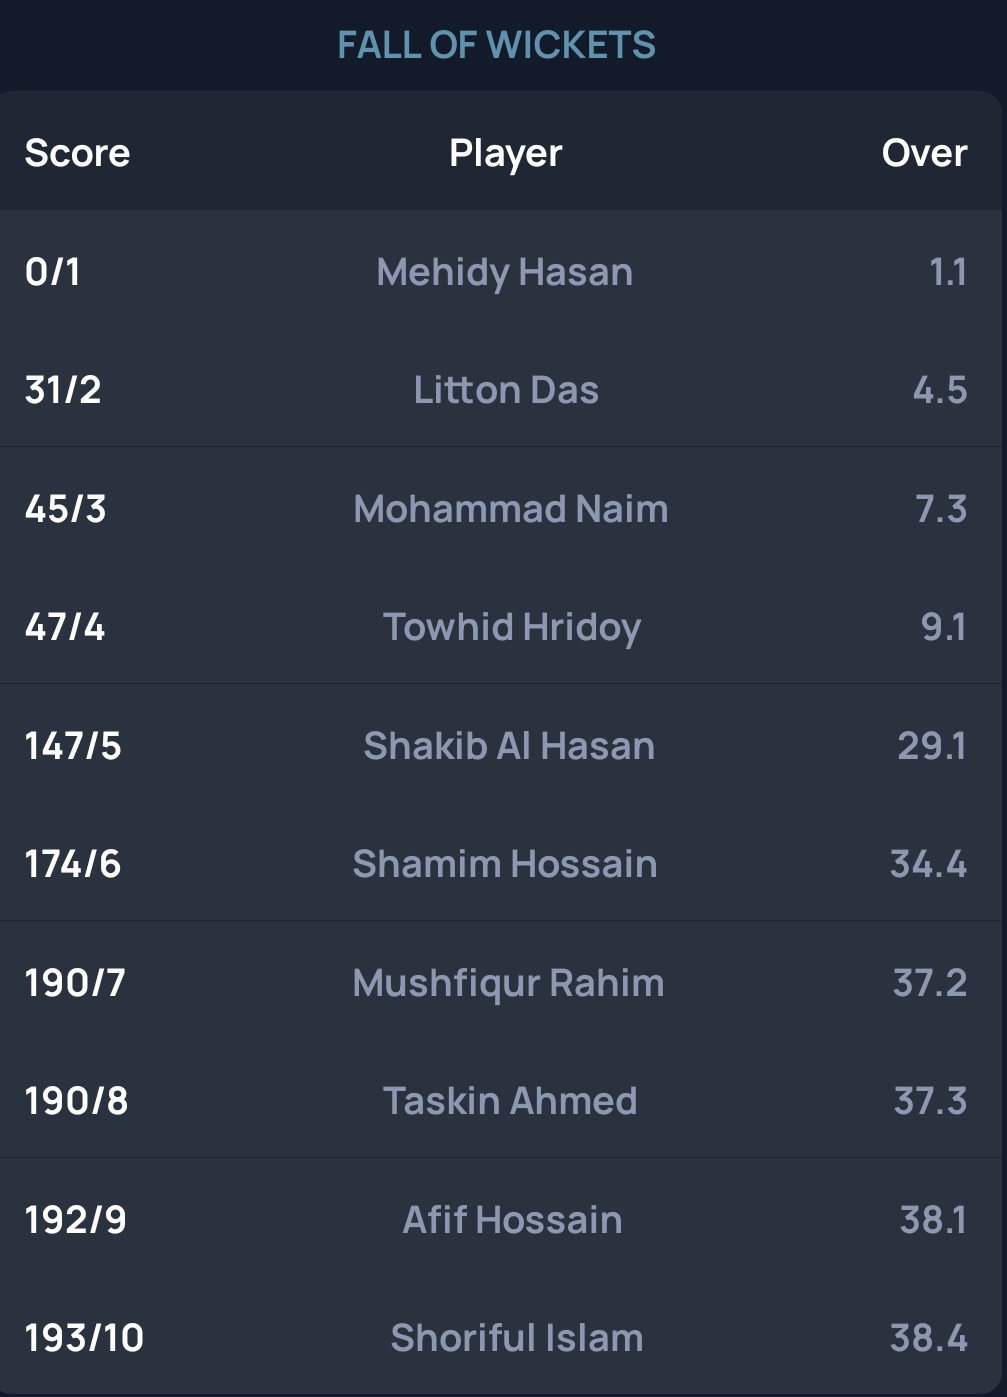 FALL OF WICKETS
Score Player Over
0/1 Mehidy Hasan 1.1
31/2 Litton Das 4.5
45/3 Mohammad Naim 7.3
47/4 Towhid Hridoy 9.1
147/5 Shakib Al Hasan 29.1
174/6 Shamim Hossain 34.4
190/7 Mushfiqur Rahim 37.2
190/8 Taskin Ahmed 37.3
192/9 Afif Hossain 38.1
193/10 Shoriful Islam 38.4